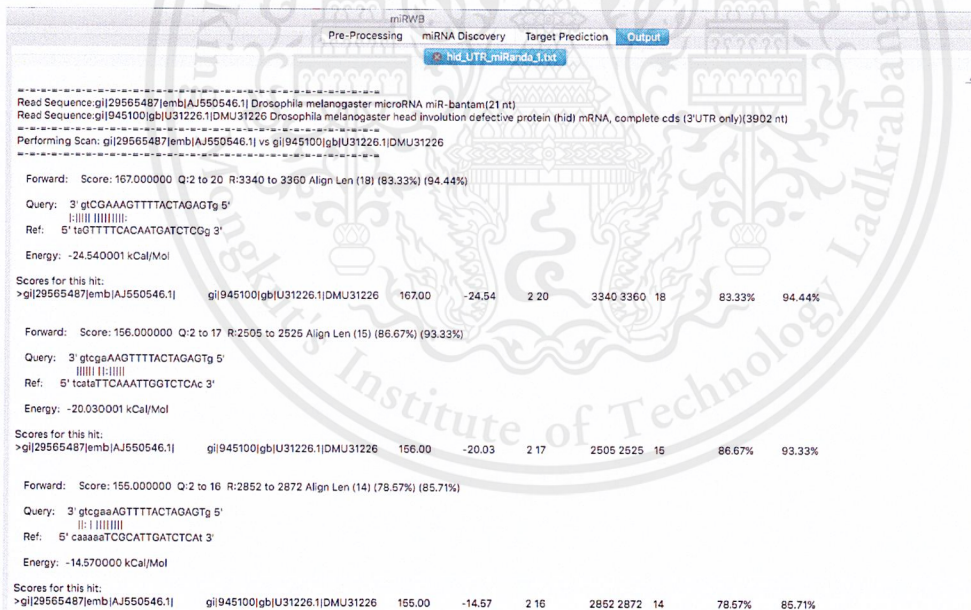 miRWB
Pre-Processing miRNA Discovery Target Prediction Output
hid_UTR_miRanda_1.txt
=-=-=-=-=-=-=-=-=-=-=-=-=-=-=-=-=-=-=-=-=-=-=-=-=-=
Read Sequence:gi|29565487|emb|AJ550546.1| Drosophila melanogaster microRNA miR-bantam(21 nt)
Read Sequence:gi|945100|gb|U31226.1|DMU31226 Drosophila melanogaster head involution defective protein (hid) mRNA, complete cds (3'UTR only)(3902 nt)
=-=-=-=-=-=-=-=-=-=-=-=-=-=-=-=-=-=-=-=-=-=-=-=-=-=
Performing Scan: gi|29565487|emb|AJ550546.1| vs gi|945100|gb|U31226.1|DMU31226
=-=-=-=-=-=-=-=-=-=-=-=-=-=-=-=-=-=-=-=-=-=-=-=-=-=
Forward: Score: 167.000000 Q:2 to 20 R:3340 to 3360 Align Len (18) (83.33%) (94.44%)
Query: 3' gtCGAAAGTTTTACTAGAGTg 5'
|:||||| |||||||||:
Ref: 5' taGTTTTCACAATGATCTCGg 3'
Energy: -24.540001 kCal/Mol
Scores for this hit:
>gi|29565487|emb|AJ550546.1| gi|945100|gb|U31226.1|DMU31226 167.00 -24.54 2 20 3340 3360 18 83.33% 94.44%
Forward: Score: 156.000000 Q:2 to 17 R:2505 to 2525 Align Len (15) (86.67%) (93.33%)
Query: 3' gtcgaAAGTTTTACTAGAGTg 5'
|||||| ||:|||||
Ref: 5' tcataTTCAAATTGGTCTCAc 3'
Energy: -20.030001 kCal/Mol
Scores for this hit:
>gi|29565487|emb|AJ550546.1| gi|945100|gb|U31226.1|DMU31226 156.00 -20.03 2 17 2505 2525 15 86.67% 93.33%
Forward: Score: 155.000000 Q:2 to 16 R:2852 to 2872 Align Len (14) (78.57%) (85.71%)
Query: 3' gtcgaaAGTTTTACTAGAGTg 5'
||: | ||||||||
Ref: 5' caaaaaTCGCATTGATCTCAt 3'
Energy: -14.570000 kCal/Mol
Scores for this hit:
>gi|29565487|emb|AJ550546.1| gi|945100|gb|U31226.1|DMU31226 155.00 -14.57 2 16 2852 2872 14 78.57% 85.71%
Mongkut's Institute of Technology Ladkrabang